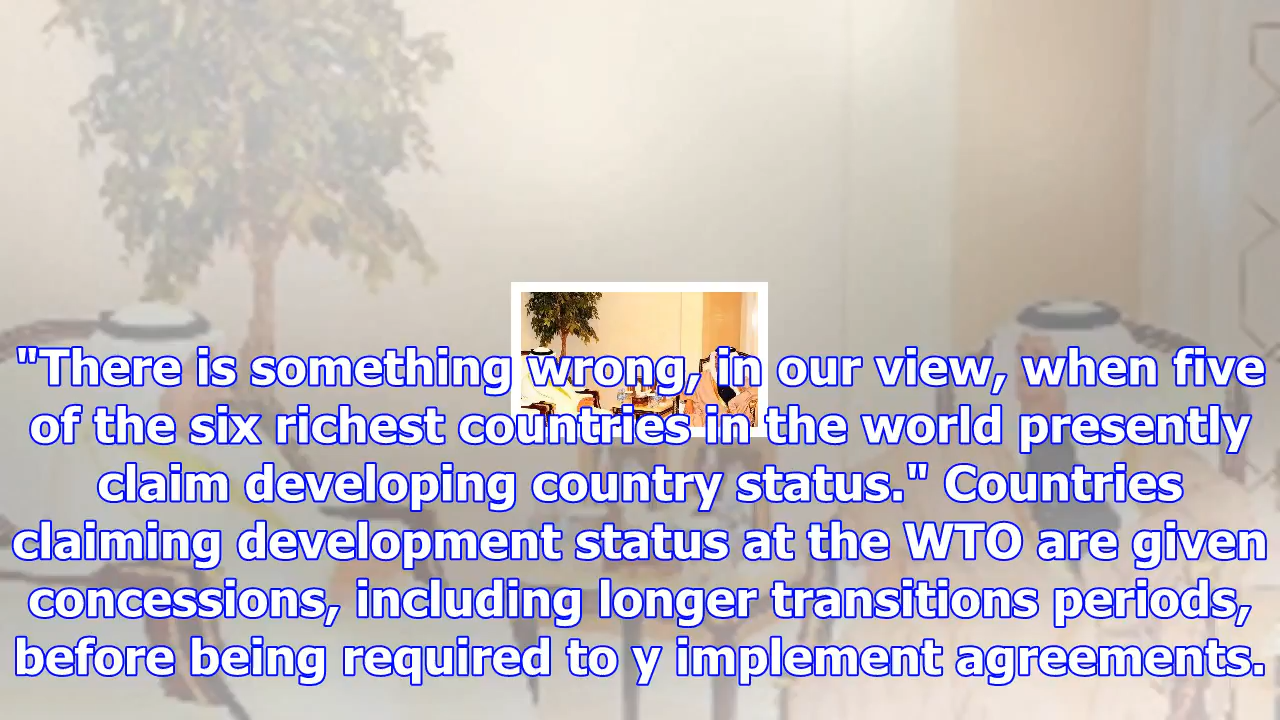 "There is something wrong, in our view, when five
of the six richest countries in the world presently
claim developing country status." Countries
claiming development status at the WTO are given
concessions, including longer transitions periods,
before being required to y implement agreements.